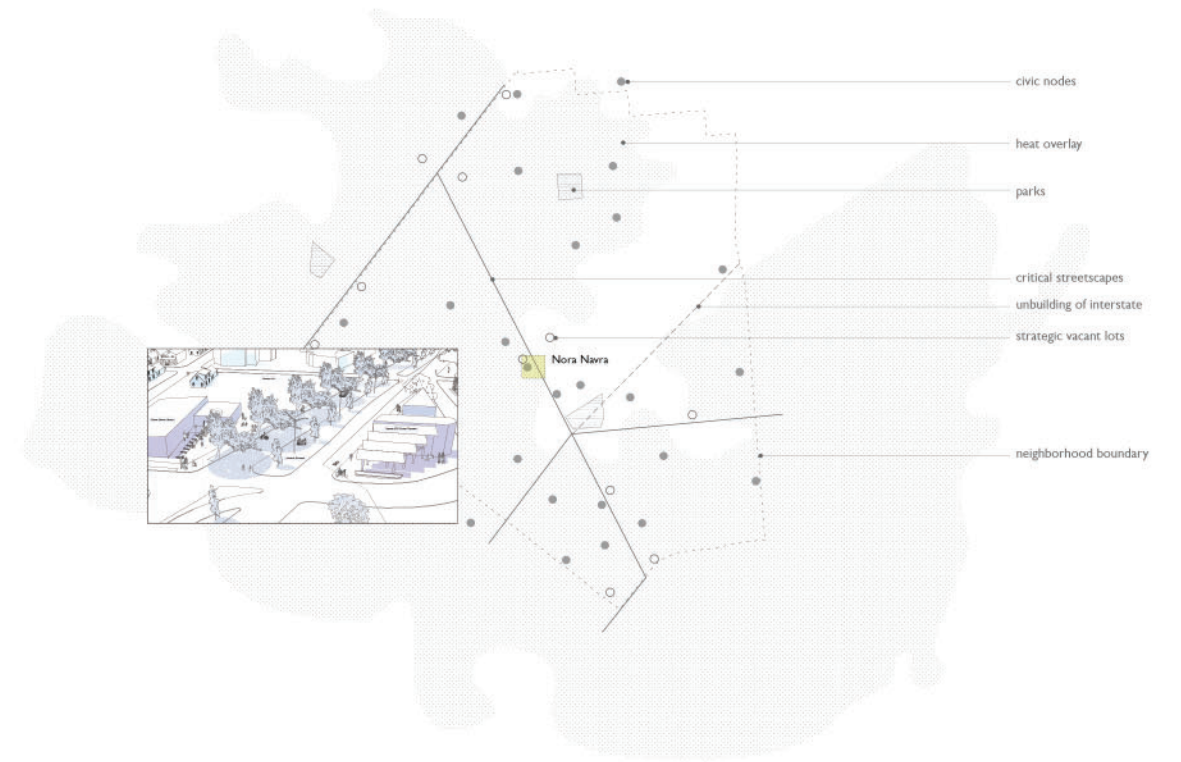 civic nodes
heat overlay
parks
critical streetscapes
unbuilding of interstate
strategic vacant lots
Nora Navra
neighborhood boundary